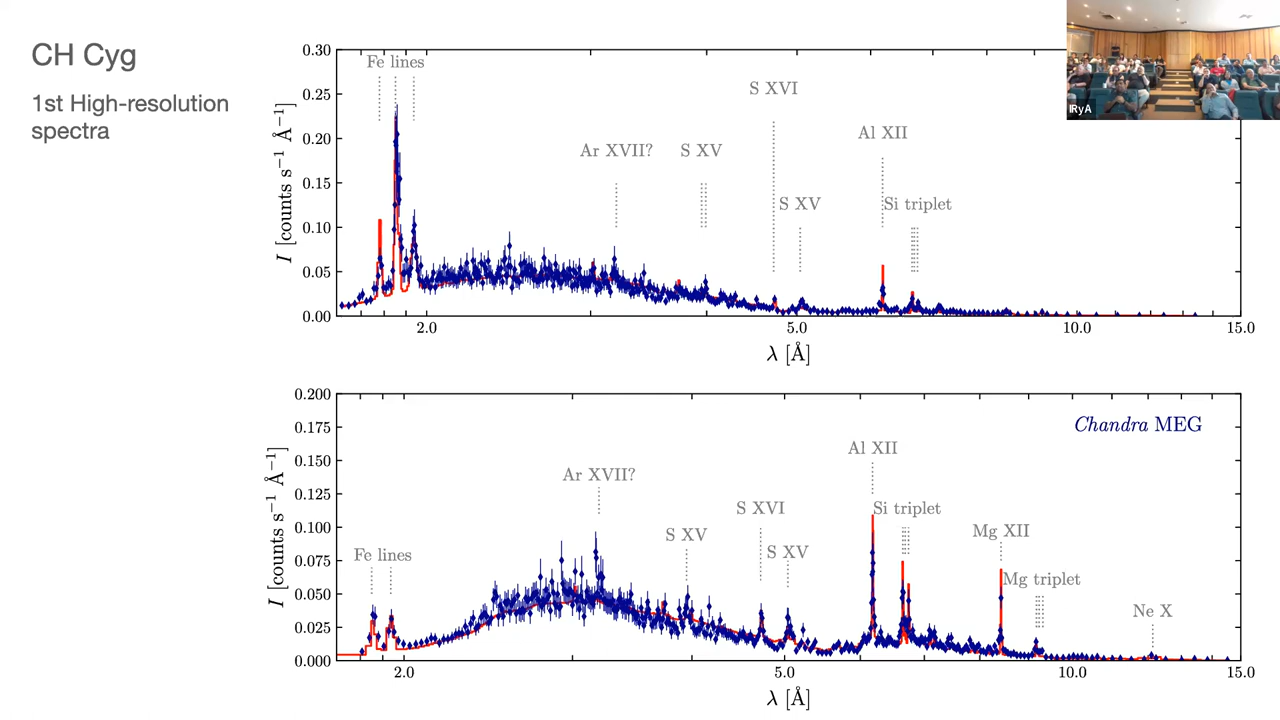 CH Cyg
1st High-resolution
spectra
IRyA
Fe lines
Ar XVII?
S XV
S XVI
S XV
Al XII
Si triplet
I [counts s⁻¹ Å⁻¹]
0.30
0.25
0.20
0.15
0.10
0.05
0.00
2.0
5.0
10.0
15.0
λ [Å]
Chandra MEG
Fe lines
Ar XVII?
S XV
S XVI
S XV
Al XII
Si triplet
Mg XII
Mg triplet
Ne X
I [counts s⁻¹ Å⁻¹]
0.200
0.175
0.150
0.125
0.100
0.075
0.050
0.025
0.000
2.0
5.0
10.0
15.0
λ [Å]